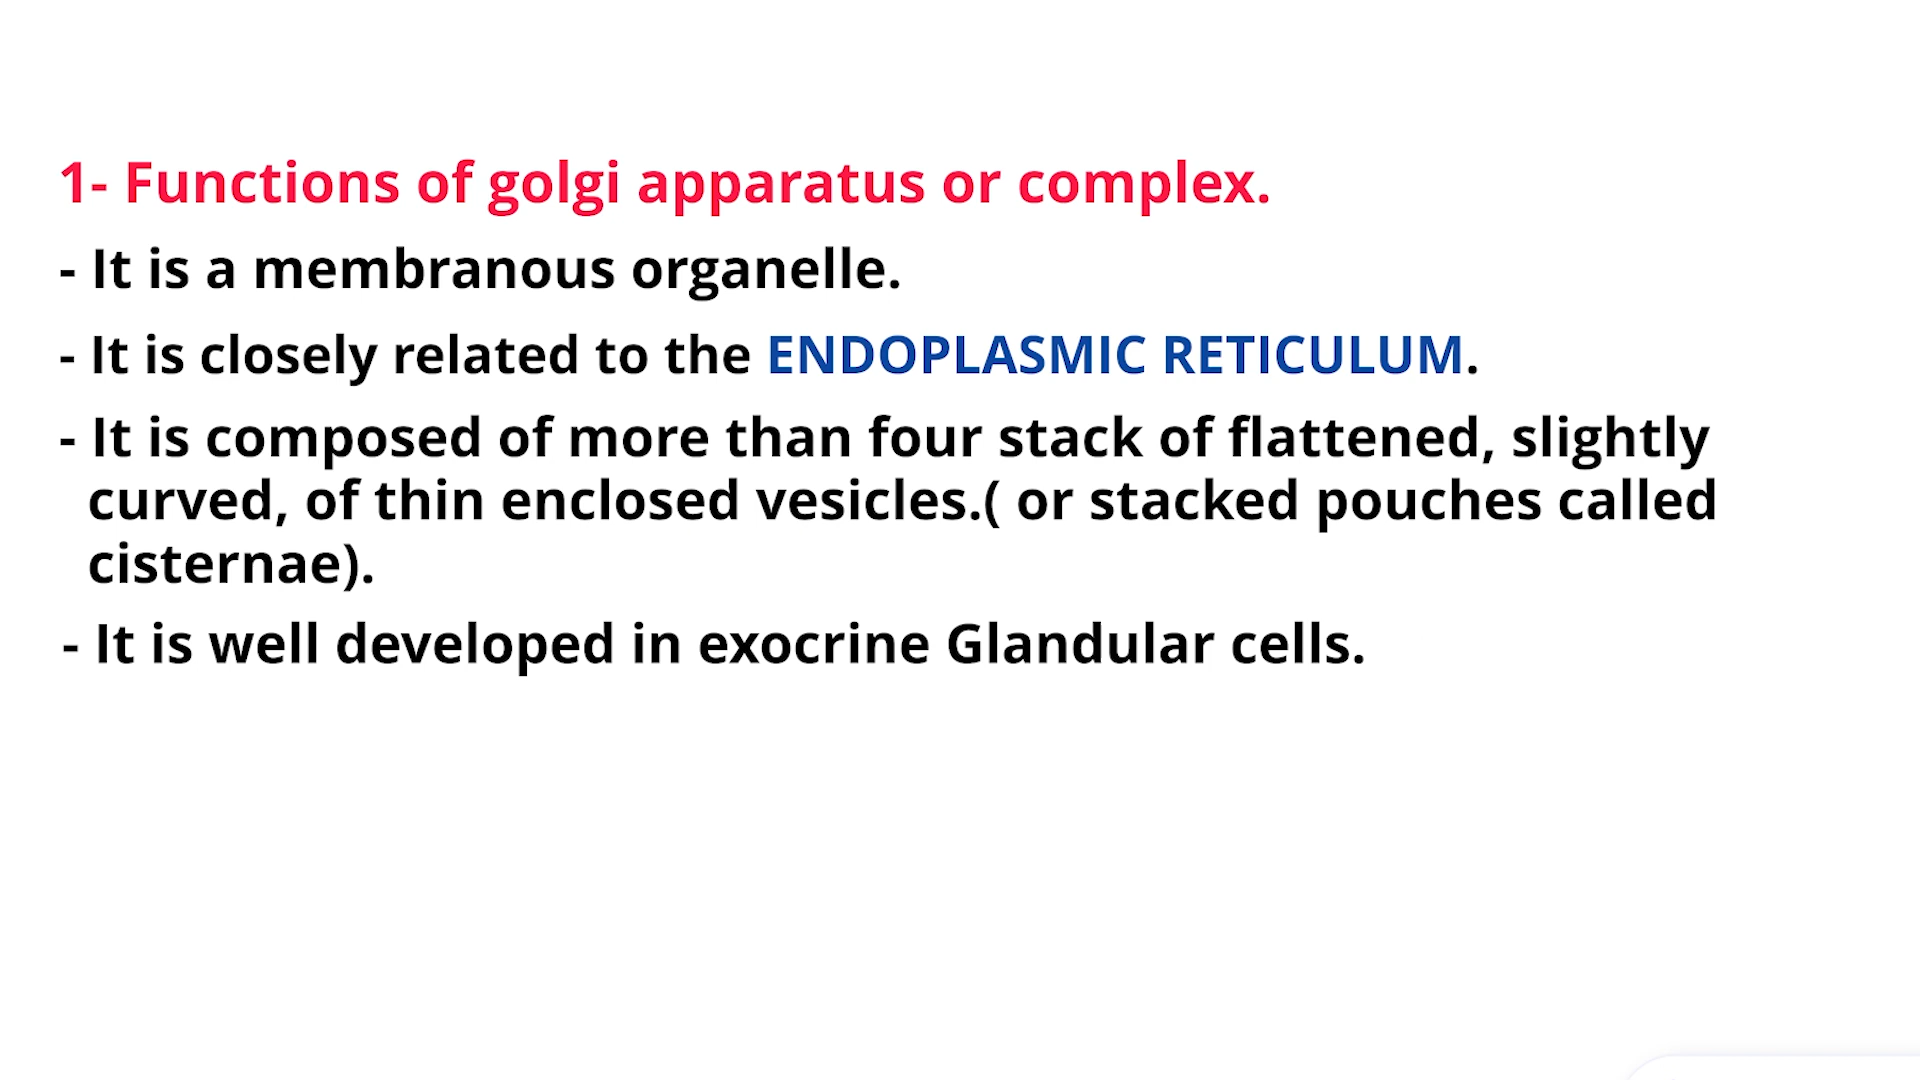 1- Functions of golgi apparatus or complex.
- It is a membranous organelle.
- It is closely related to the ENDOPLASMIC RETICULUM.
- It is composed of more than four stack of flattened, slightly
curved, of thin enclosed vesicles.( or stacked pouches called
cisternae).
- It is well developed in exocrine Glandular cells.